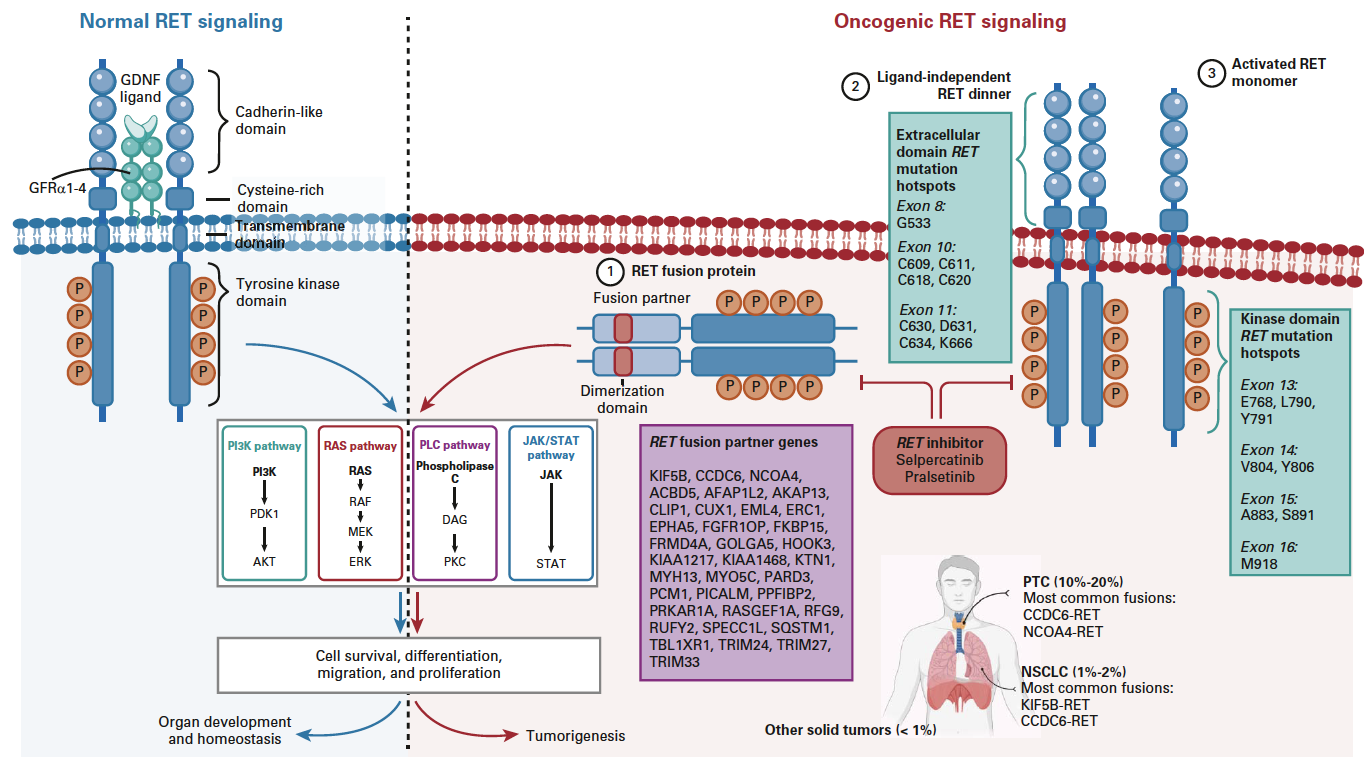 Normal RET signaling
Oncogenic RET signaling
GDNF
ligand
Cadherin-like
domain
GFRα1-4
Cysteine-rich
domain
Transmembrane
domain
Tyrosine kinase
domain
P
P
P
P
P
P
P
P
1
RET fusion protein
Fusion partner
P
P
P
P
P
P
P
P
Dimerization
domain
2
Ligand-independent
RET dinner
Extracellular
domain RET
mutation
hotspots
Exon 8:
G533
Exon 10:
C609, C611,
C618, C620
Exon 11:
C630, D631,
C634, K666
P
P
P
P
P
P
P
P
3
Activated RET
monomer
P
P
P
P
Kinase domain
RET mutation
hotspots
Exon 13:
E768, L790,
Y791
Exon 14:
V804, Y806
Exon 15:
A883, S891
Exon 16:
M918
PI3K pathway
PI3K
PDK1
AKT
RAS pathway
RAS
RAF
MEK
ERK
PLC pathway
Phospholipase
C
DAG
PKC
JAK/STAT
pathway
JAK
STAT
Cell survival, differentiation,
migration, and proliferation
Organ development
and homeostasis
Tumorigenesis
RET fusion partner genes
KIF5B, CCDC6, NCOA4,
ACBD5, AFAP1L2, AKAP13,
CLIP1, CUX1, EML4, ERC1,
EPHA5, FGFR1OP, FKBP15,
FRMD4A, GOLGA5, HOOK3,
KIAA1217, KIAA1468, KTN1,
MYH13, MYO5C, PARD3,
PCM1, PICALM, PPFIBP2,
PRKAR1A, RASGEF1A, RFG9,
RUFY2, SPECC1L, SQSTM1,
TBL1XR1, TRIM24, TRIM27,
TRIM33
RET inhibitor
Selpercatinib
Pralsetinib
PTC (10%-20%)
Most common fusions:
CCDC6-RET
NCOA4-RET
NSCLC (1%-2%)
Most common fusions:
KIF5B-RET
CCDC6-RET
Other solid tumors (< 1%)